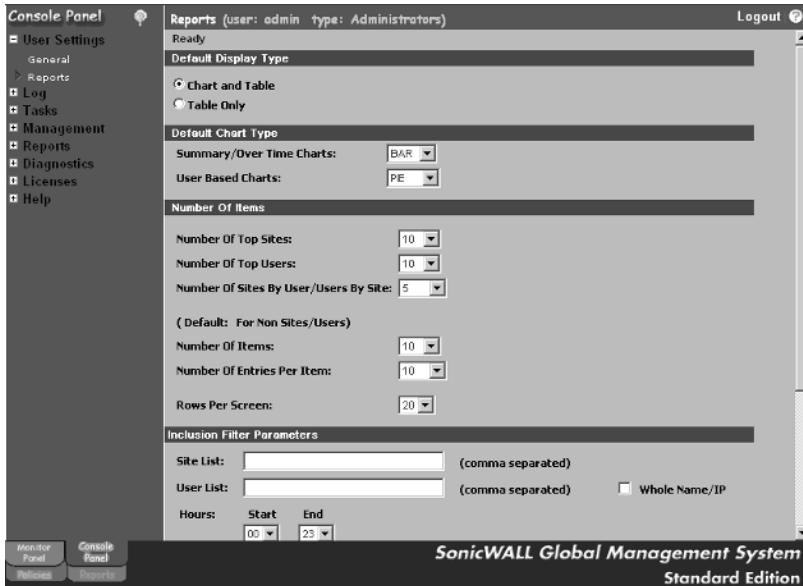 Console Panel
Reports (user: admin type: Administrators)
Logout
User Settings
General
Reports
Log
Tasks
Management
Reports
Diagnostics
Licenses
Help
Ready
Default Display Type
Chart and Table
Table Only
Default Chart Type
Summary/Over Time Charts: BAR
User Based Charts: PIE
Number Of Items
Number Of Top Sites: 10
Number Of Top Users: 10
Number Of Sites By User/Users By Site: 5
( Default: For Non Sites/Users)
Number Of Items: 10
Number Of Entries Per Item: 10
Rows Per Screen: 20
Inclusion Filter Parameters
Site List: (comma separated)
User List: (comma separated) Whole Name/IP
Hours: Start End
00 23
Monitor Panel
Console Panel
Policies
Reports
SonicWALL Global Management System
Standard Edition